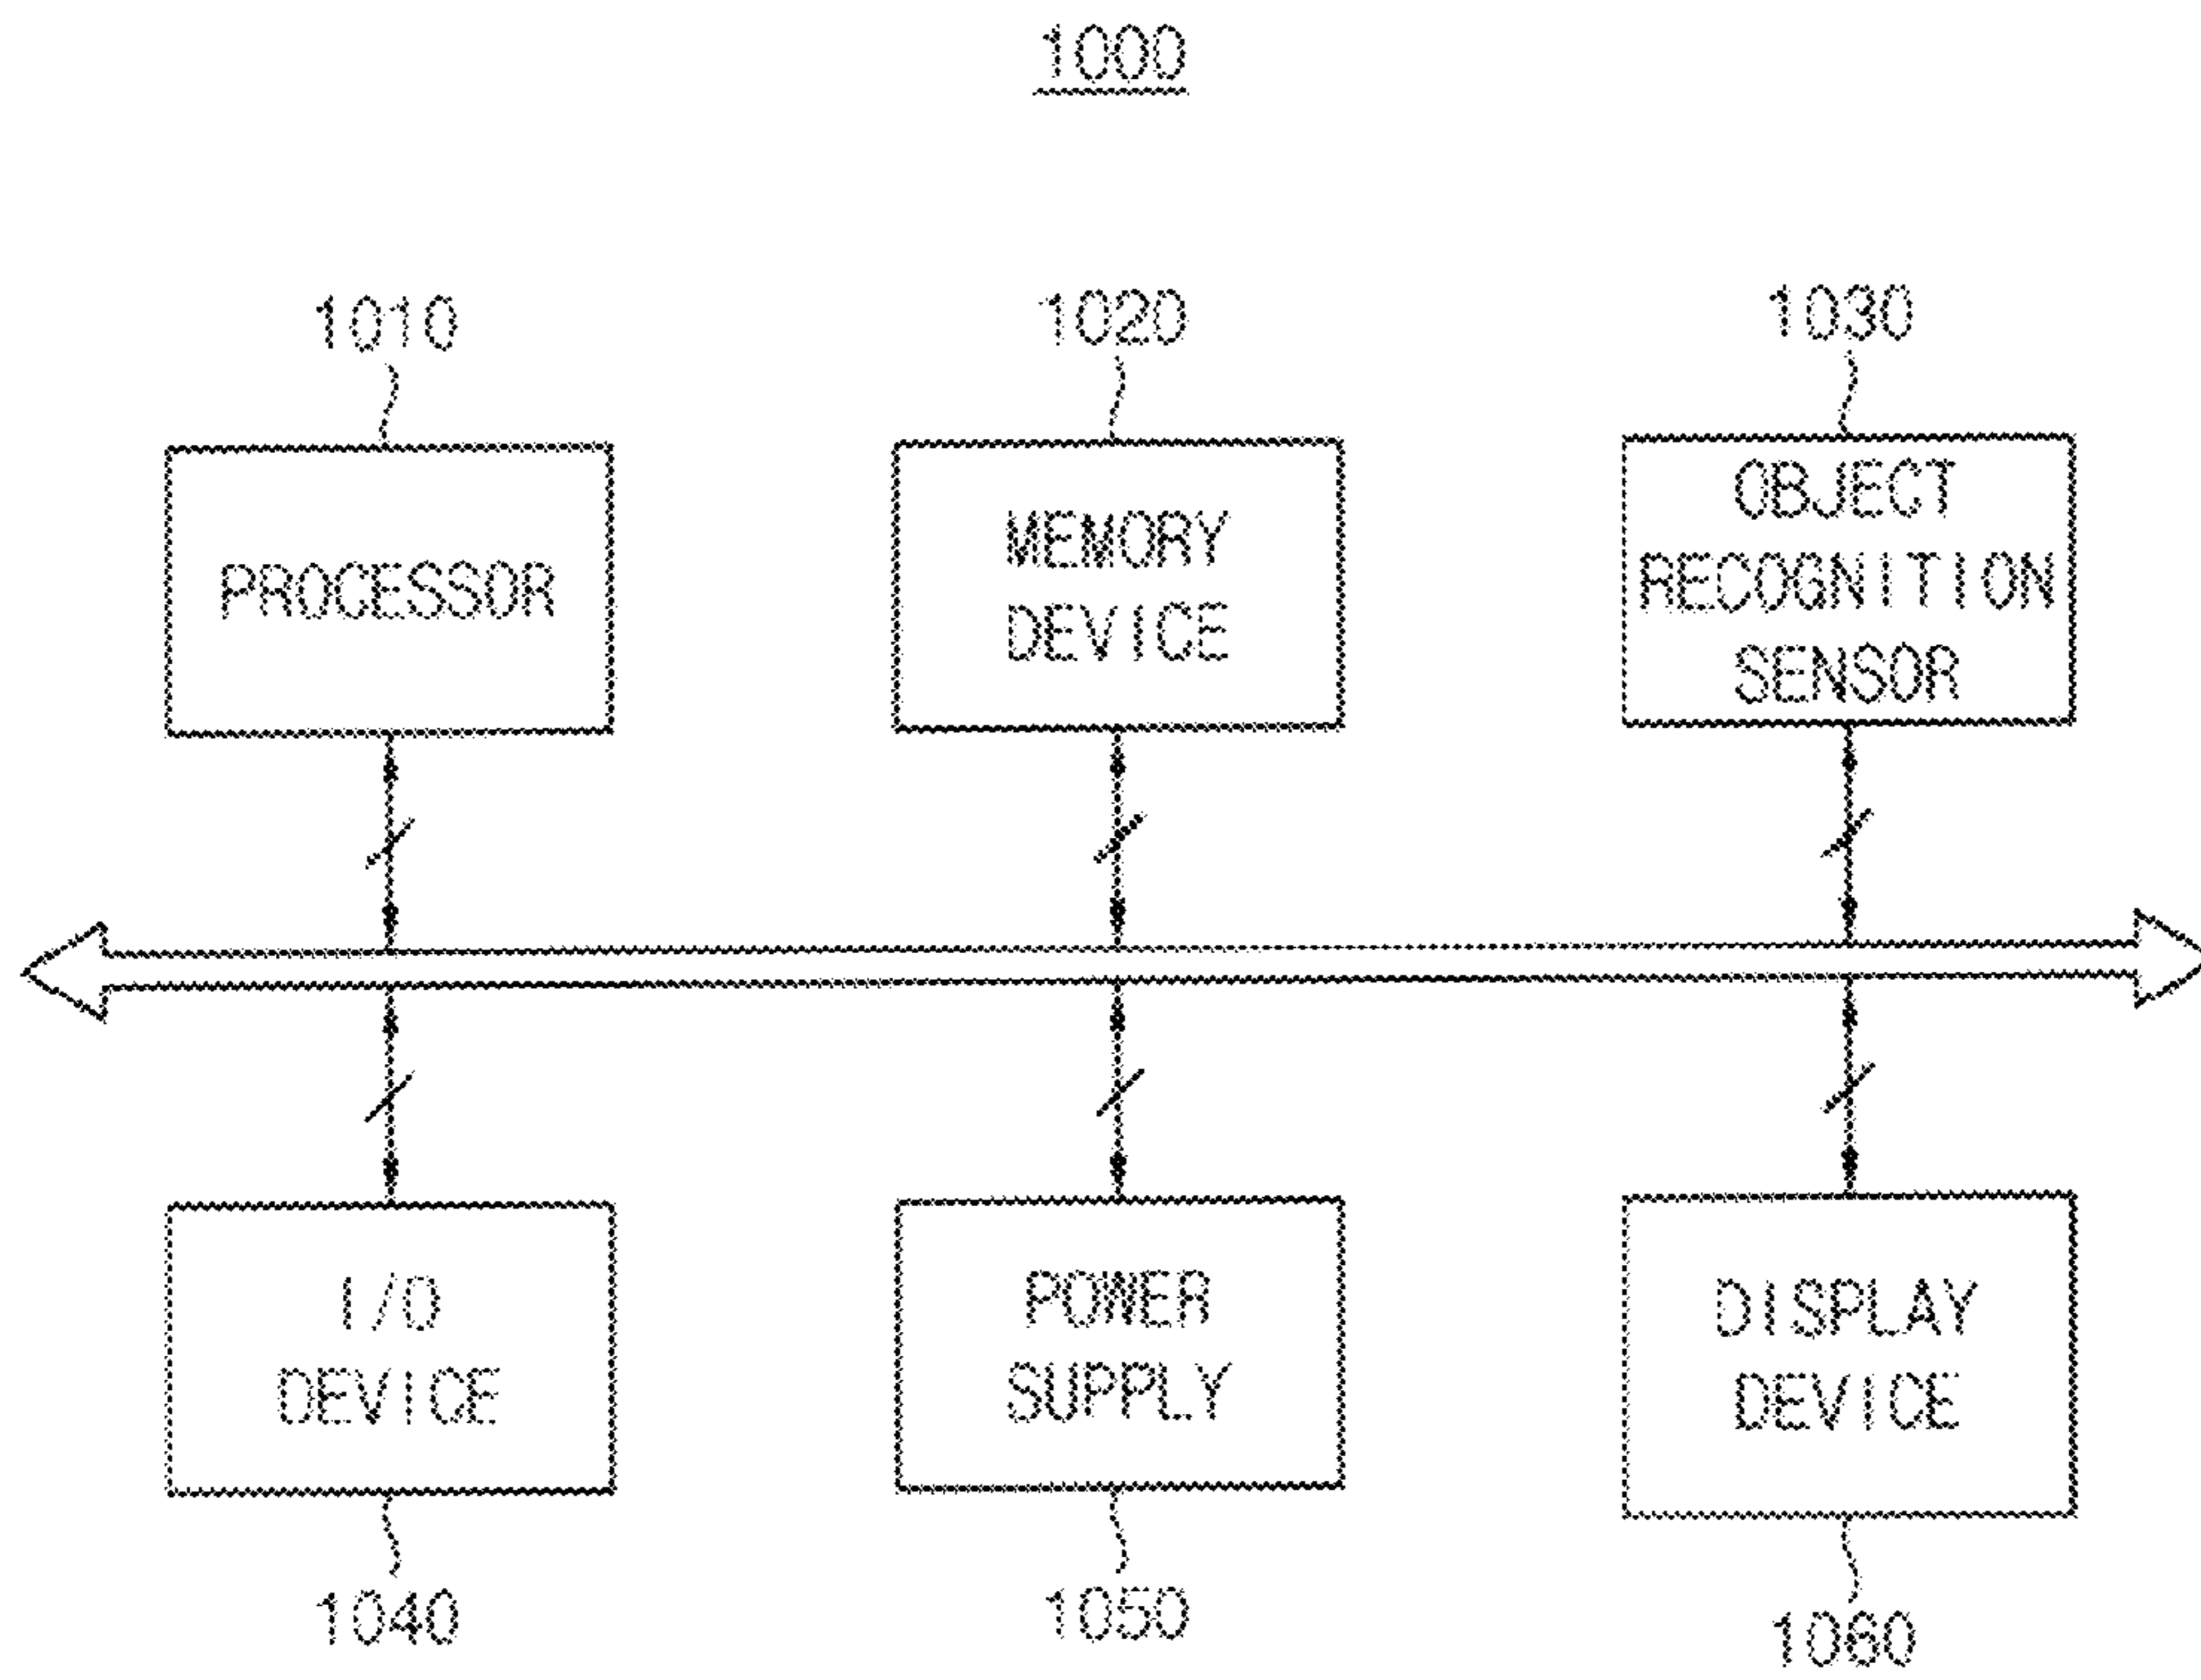 1000
1010
1020
1030
PROCESSOR
MEMORY
DEVICE
OBJECT
RECOGNITION
SENSOR
I/O
DEVICE
POWER
SUPPLY
DISPLAY
DEVICE
1040
1050
1060